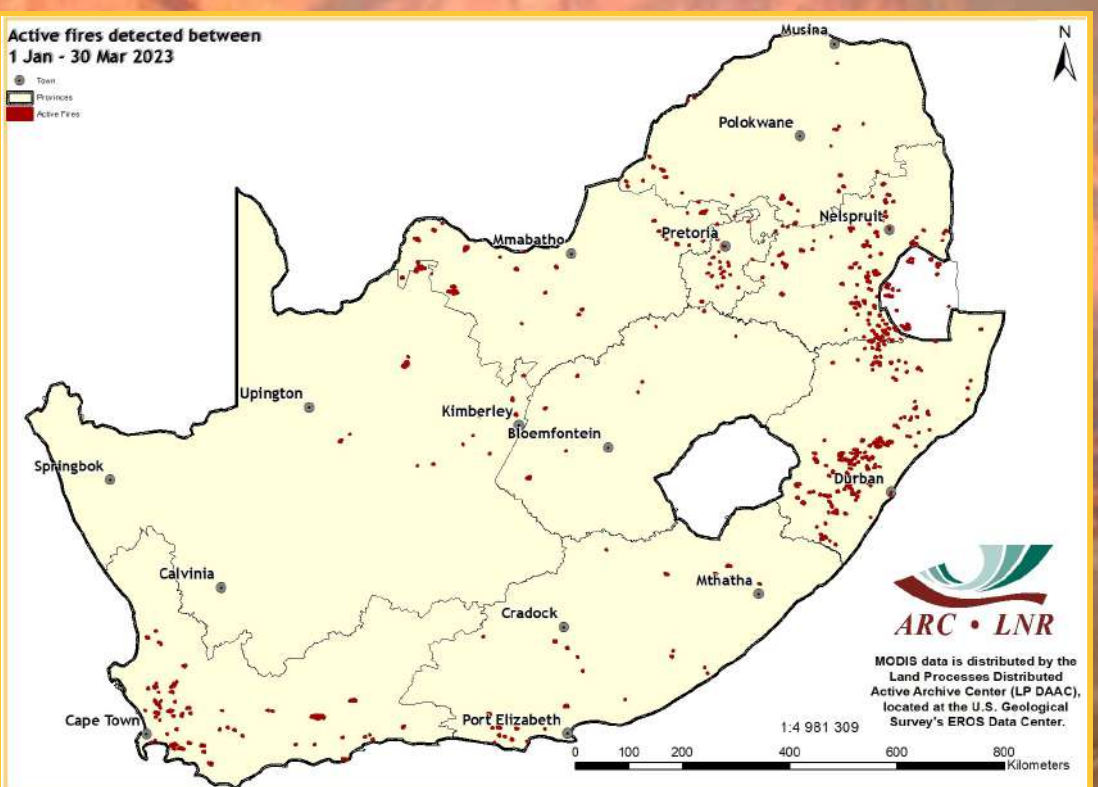 Active fires detected between
1 Jan - 30 Mar 2023
Town
Provinces
Active Fires
N
Musina
Polokwane
Nelspruit
Pretoria
Mmabatho
Upington
Kimberley
Bloemfontein
Springbok
Durban
Calvinia
Mthatha
Cradock
Cape Town
Port Elizabeth
ARC • LNR
MODIS data is distributed by the
Land Processes Distributed
Active Archive Center (LP DAAC),
located at the U.S. Geological
Survey's EROS Data Center.
1:4 981 309
0 100 200 400 600 800
Kilometers